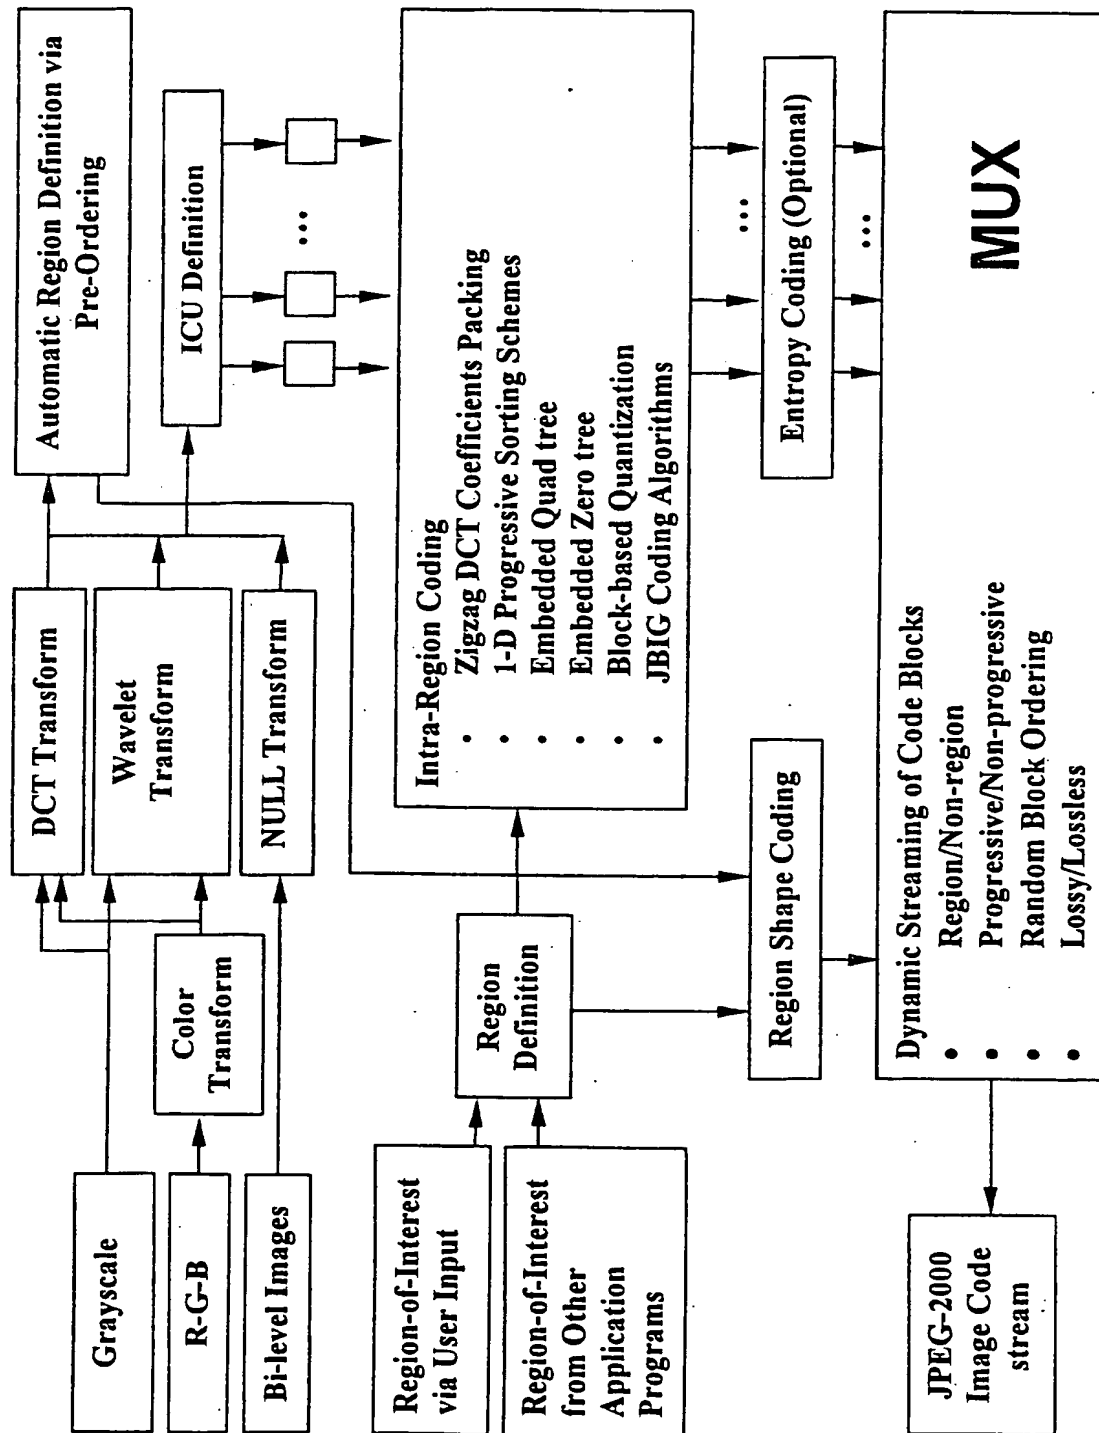 Grayscale
R-G-B
Bi-level Images
Color
Transform
DCT Transform
Wavelet
Transform
NULL Transform
Automatic Region Definition via
Pre-Ordering
ICU Definition
...
Region-of-Interest
via User Input
Region-of-Interest
from Other
Application
Programs
Region
Definition
Intra-Region Coding
• Zigzag DCT Coefficients Packing
• 1-D Progressive Sorting Schemes
• Embedded Quad tree
• Embedded Zero tree
• Block-based Quantization
• JBIG Coding Algorithms
...
Region Shape Coding
Entropy Coding (Optional)
...
Dynamic Streaming of Code Blocks
• Region/Non-region
• Progressive/Non-progressive
• Random Block Ordering
• Lossy/Lossless
MUX
JPEG-2000
Image Code
stream